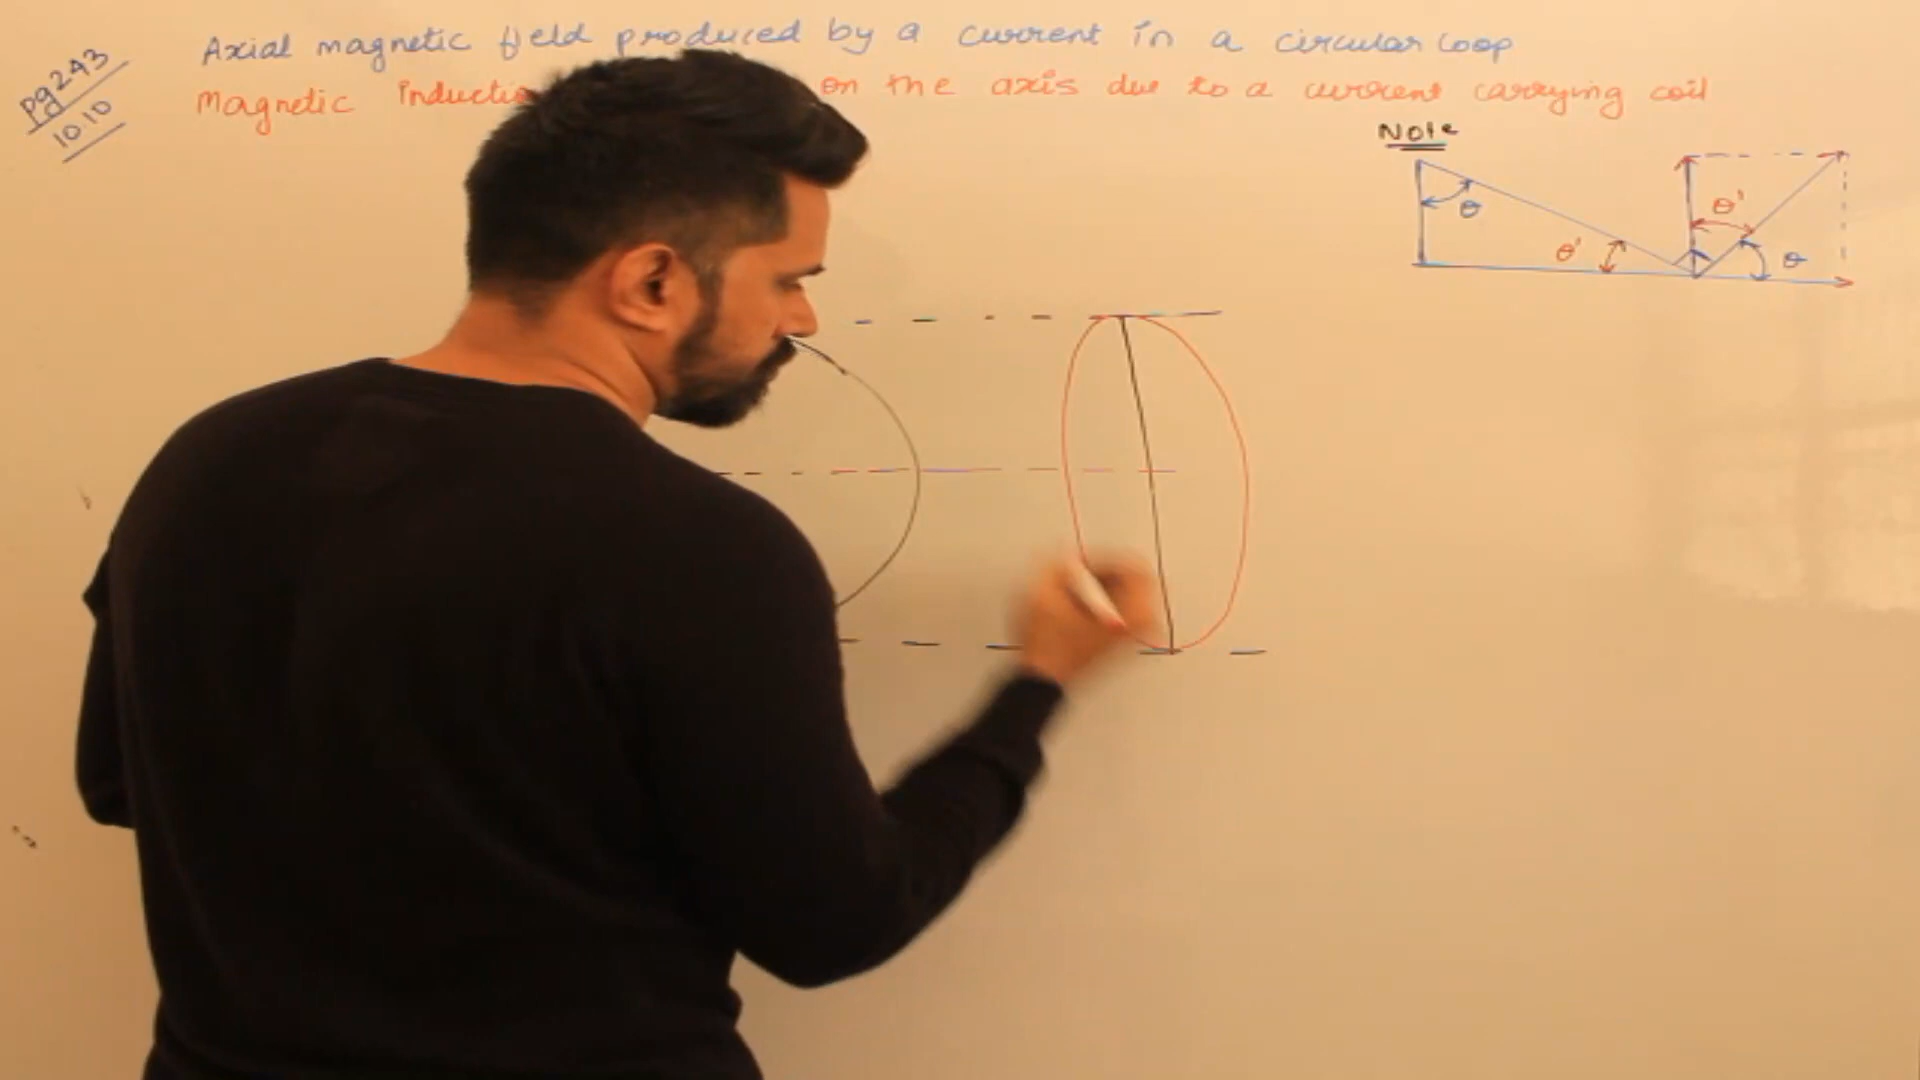 Axial magnetic field produced by a current in a circular loop
Magnetic on the axis due to a current carrying coil
Pg 243
10.10
Note
θ
θ'
θ'
θ